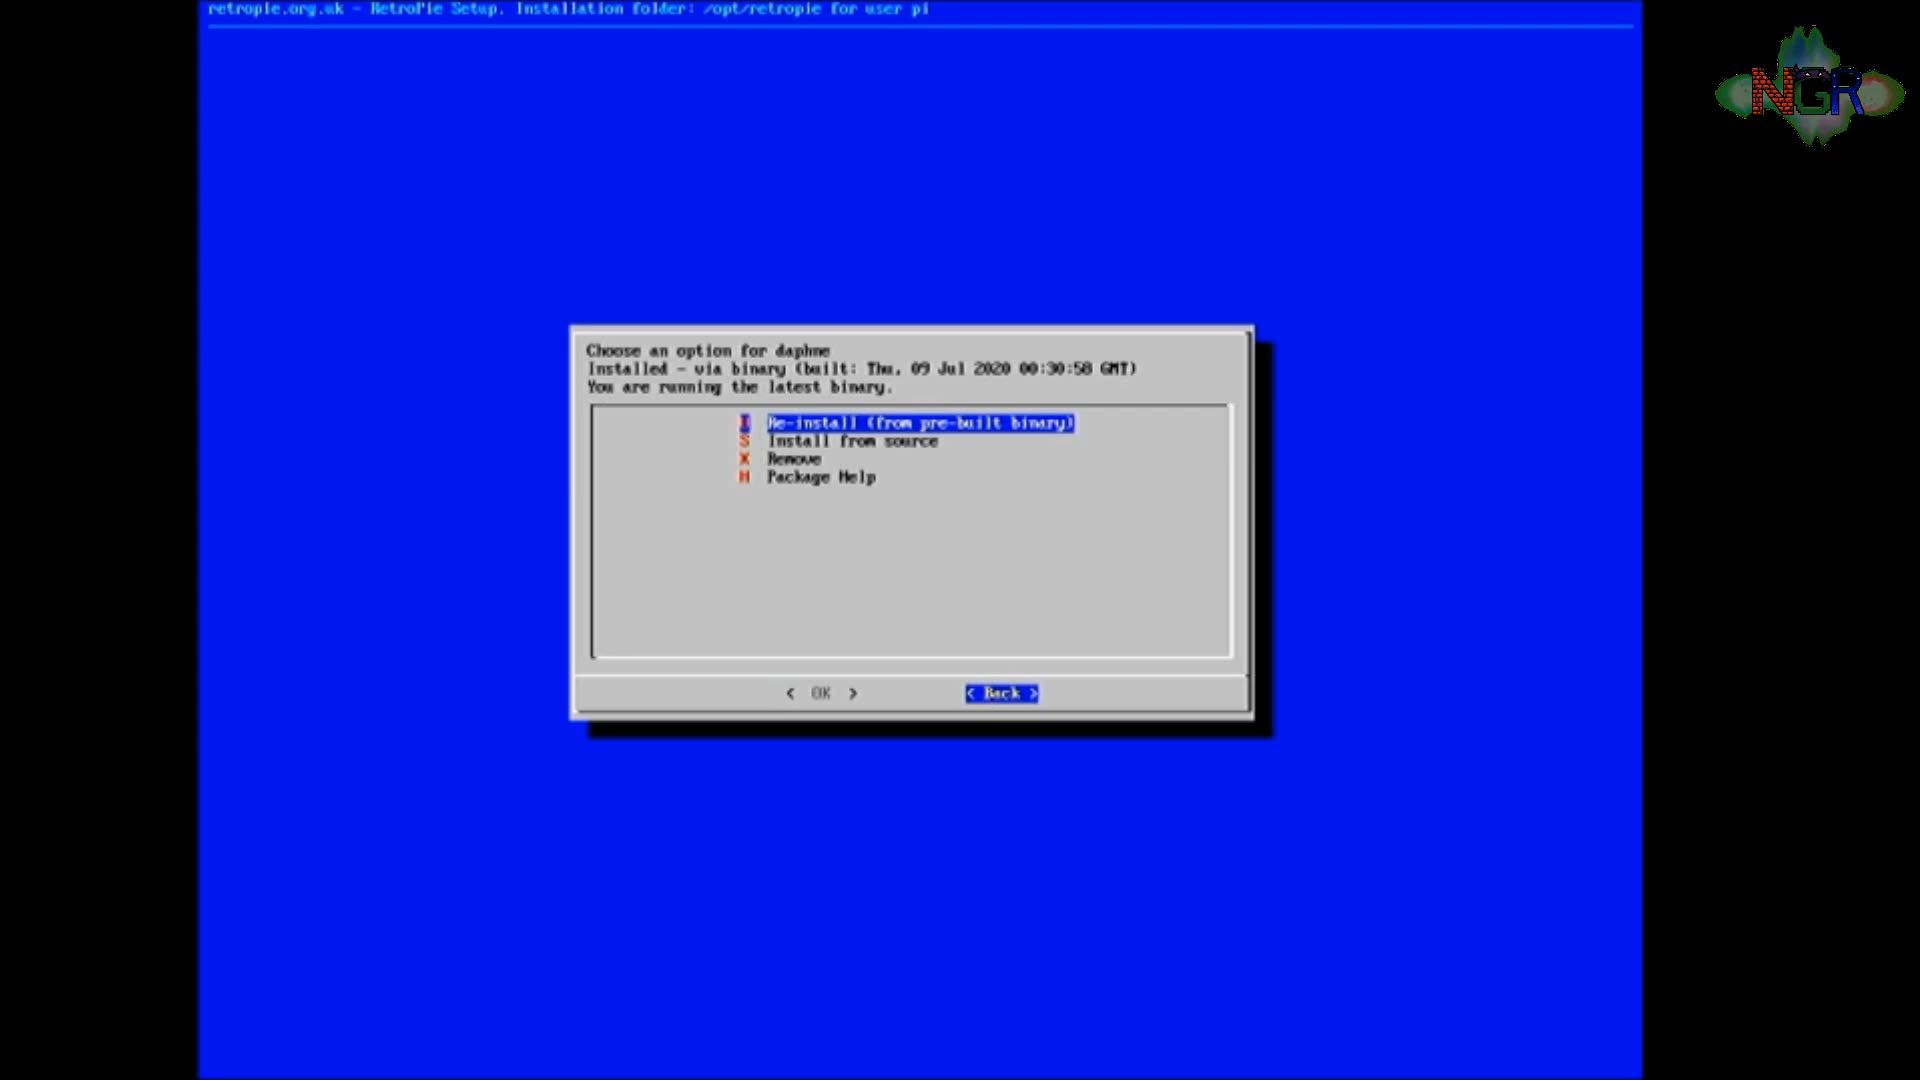 retropie.org.uk - RetroPie Setup. Installation folder: /opt/retropie for user pi
NGR
Choose an option for daphne
Installed - via binary (built: Thu, 09 Jul 2020 00:30:58 GMT)
You are running the latest binary.
I Re-install (from pre-built binary)
S Install from source
X Remove
H Package Help
< OK > < Back >